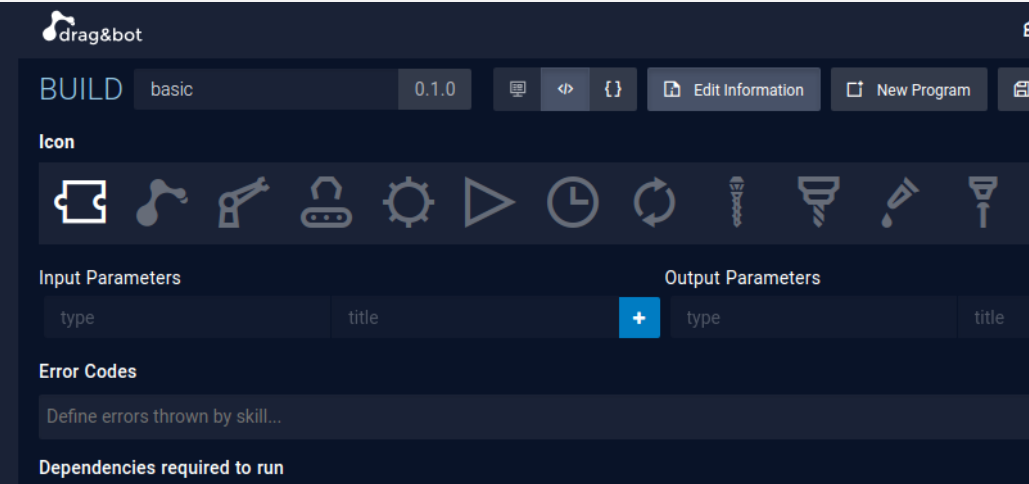 drag&bot
BUILD basic 0.1.0 </> {} Edit Information New Program
Icon
Input Parameters Output Parameters
type title + type title
Error Codes
Define errors thrown by skill...
Dependencies required to run